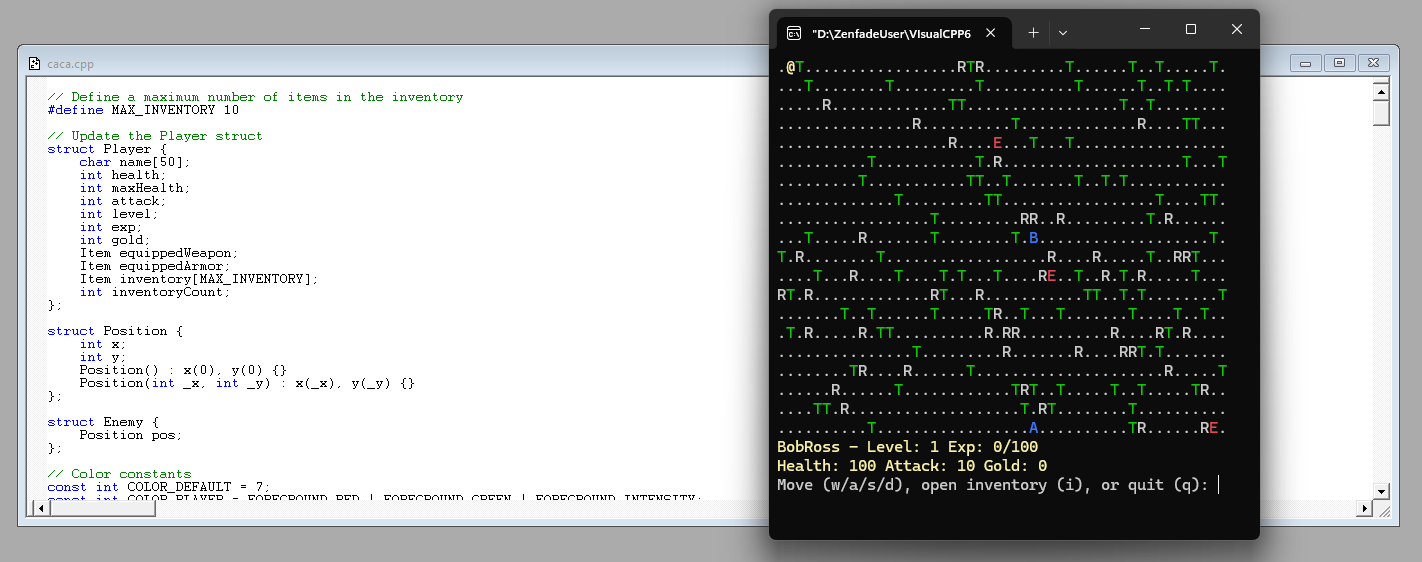 caca.cpp
// Define a maximum number of items in the inventory
#define MAX_INVENTORY 10
// Update the Player struct
struct Player {
    char name[50];
    int health;
    int maxHealth;
    int attack;
    int level;
    int exp;
    int gold;
    Item equippedWeapon;
    Item equippedArmor;
    Item inventory[MAX_INVENTORY];
    int inventoryCount;
};
struct Position {
    int x;
    int y;
    Position() : x(0), y(0) {}
    Position(int _x, int _y) : x(_x), y(_y) {}
};
struct Enemy {
    Position pos;
};
// Color constants
const int COLOR_DEFAULT = 7;
const int COLOR_PLAYER = FOREGROUND_RED | FOREGROUND_GREEN | FOREGROUND_INTENSITY;
"D:\ZenfadeUser\VIsualCPP6
.@T.................RTR.........T......T..T.....T.
...T........T.........T...........T.....T..T.T....
.....R.............TT.................T..T........
...............R..........T.............R....TT...
...................R....E...T...T.................
..........T...........T.R....................T...T
.........T...........TT..T.......T..T.T...........
.............T.........TT.................T....TT.
.................T.........RR..R.........T.R......
...T.....R.......T........T.B...................T.
T.R........T..................R....R.....T..RRT...
....T...R....T....T.T...T....RE..T..R.T.R..T......
RT.R.............RT...R...........TT..T.T........T
....T..T..T......T.....TR..T...T.......T....T..T..
.T.R.....R.TT..........R.RR..........R....RT.R....
...............T.........R.......R....RRT.T.......
........TR....R......T.....................R.....T
......R......T............TRT..T.....T..T.....TR..
....TT.R...................T.RT........T..........
..........T.................A..........TR......RE.
BobRoss - Level: 1 Exp: 0/100
Health: 100 Attack: 10 Gold: 0
Move (w/a/s/d), open inventory (i), or quit (q):